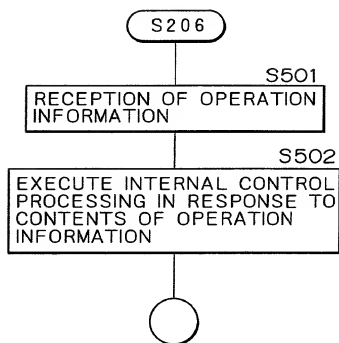 S206
S501
RECEPTION OF OPERATION
INFORMATION
S502
EXECUTE INTERNAL CONTROL
PROCESSING IN RESPONSE TO
CONTENTS OF OPERATION
INFORMATION